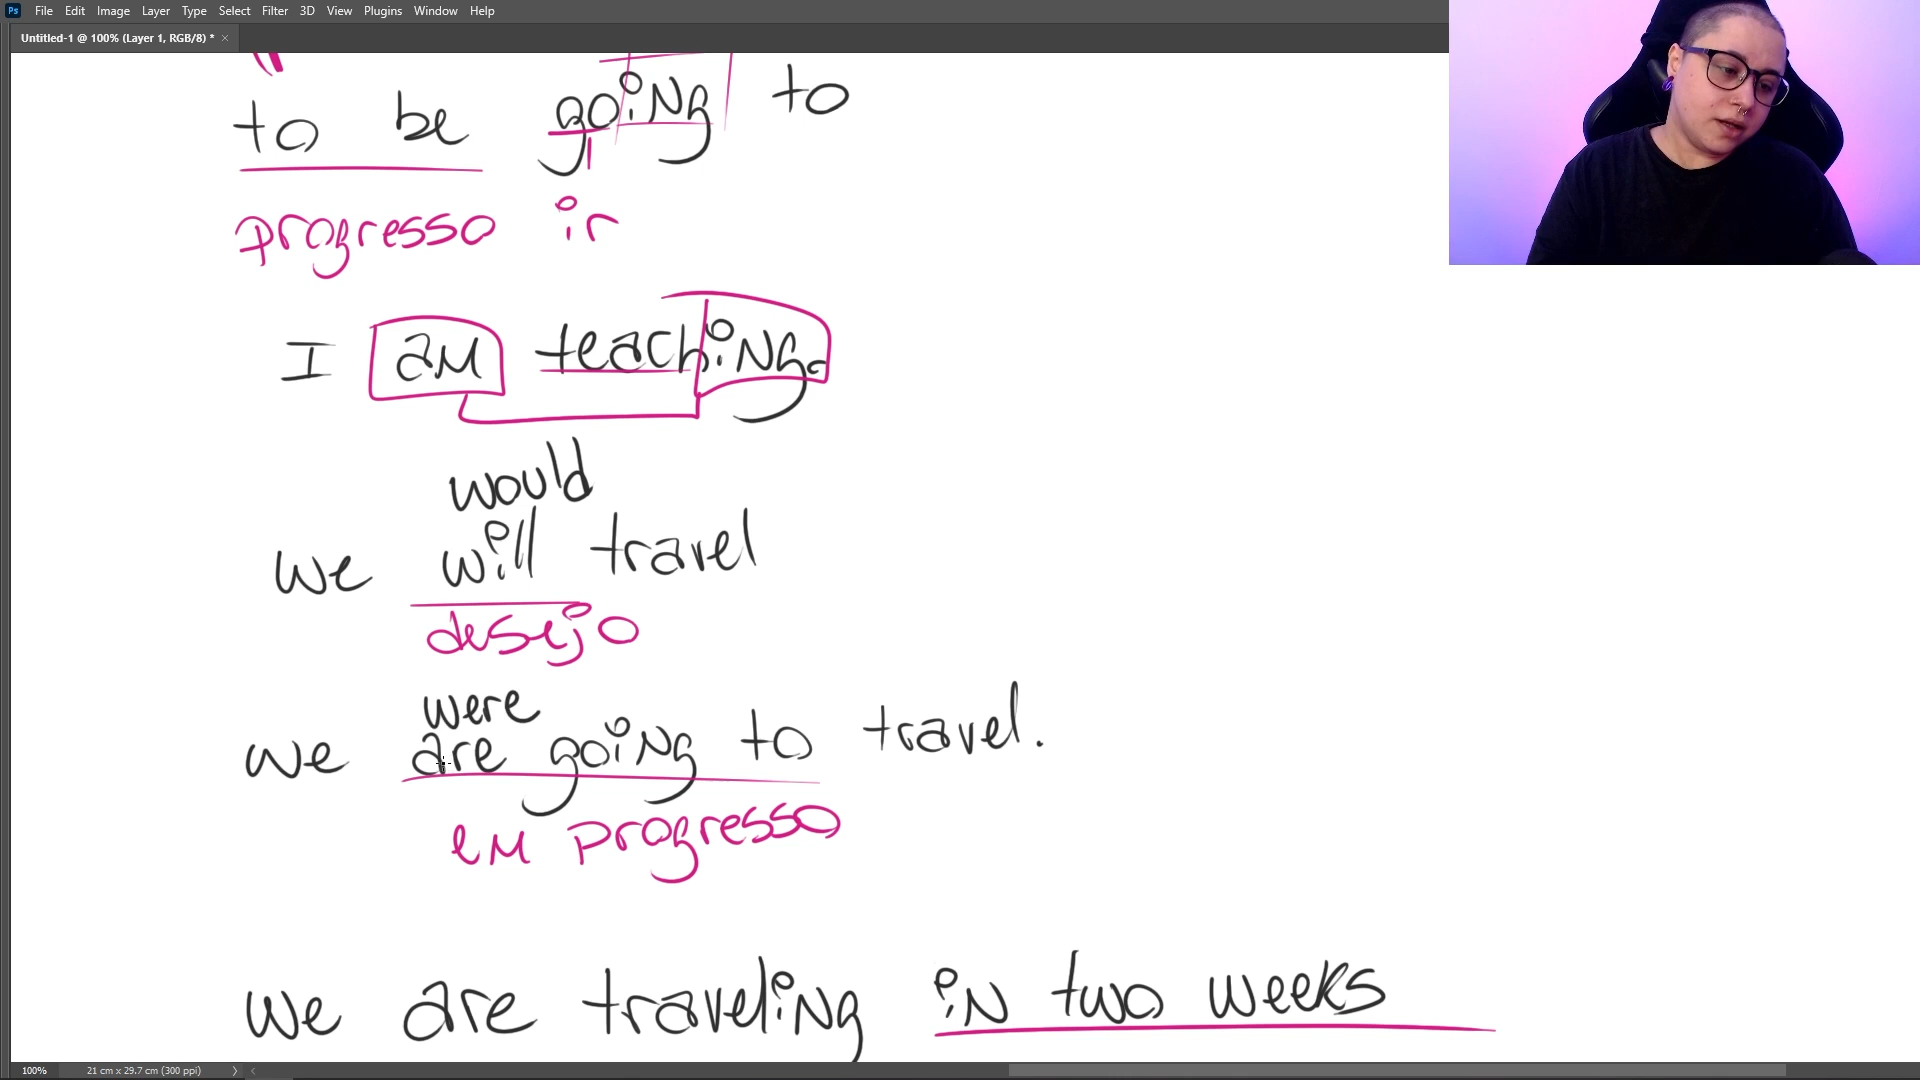 Ps File Edit Image Layer Type Select Filter 3D View Plugins Window Help
Untitled-1 @ 100% (Layer 1, RGB/8) * ×
to be going to
progresso ir
I am teaching.
would
we will travel
desejo
were
we are going to travel.
em progresso
we are traveling in two weeks
100% 21 cm x 29.7 cm (300 ppi)